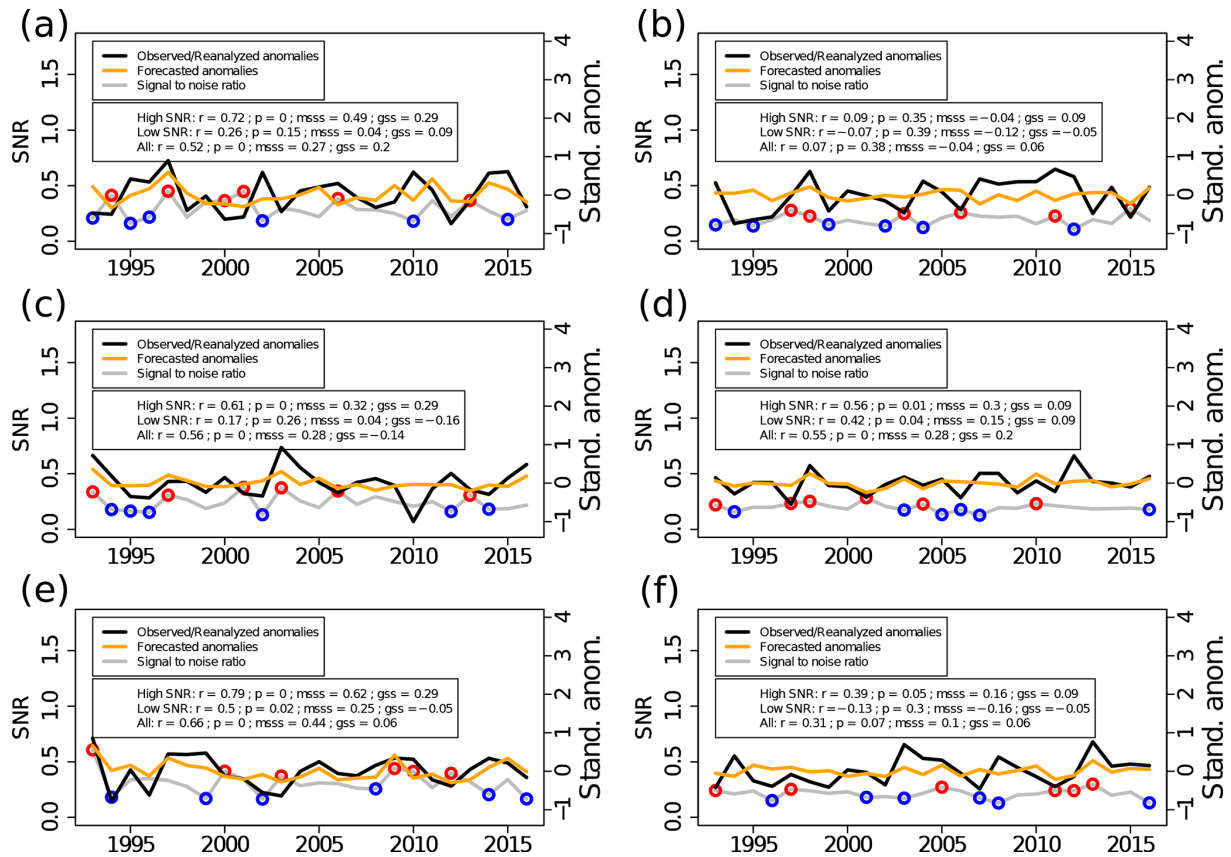 (a)
SNR
0.0 0.5 1.0 1.5
Observed/Reanalyzed anomalies
Forecasted anomalies
Signal to noise ratio
High SNR: r = 0.72 ; p = 0 ; msss = 0.49 ; gss = 0.29
Low SNR: r = 0.26 ; p = 0.15 ; msss = 0.04 ; gss = 0.09
All: r = 0.52 ; p = 0 ; msss = 0.27 ; gss = 0.2
−1 0 1 2 3 4
Stand. anom.
1995 2000 2005 2010 2015
(b)
SNR
0.0 0.5 1.0 1.5
Observed/Reanalyzed anomalies
Forecasted anomalies
Signal to noise ratio
High SNR: r = 0.09 ; p = 0.35 ; msss =−0.04 ; gss = 0.09
Low SNR: r =−0.07 ; p = 0.39 ; msss =−0.12 ; gss =−0.05
All: r = 0.07 ; p = 0.38 ; msss =−0.04 ; gss = 0.06
−1 0 1 2 3 4
Stand. anom.
1995 2000 2005 2010 2015
(c)
SNR
0.0 0.5 1.0 1.5
Observed/Reanalyzed anomalies
Forecasted anomalies
Signal to noise ratio
High SNR: r = 0.61 ; p = 0 ; msss = 0.32 ; gss = 0.29
Low SNR: r = 0.17 ; p = 0.26 ; msss = 0.04 ; gss =−0.16
All: r = 0.56 ; p = 0 ; msss = 0.28 ; gss =−0.14
−1 0 1 2 3 4
Stand. anom.
1995 2000 2005 2010 2015
(d)
SNR
0.0 0.5 1.0 1.5
Observed/Reanalyzed anomalies
Forecasted anomalies
Signal to noise ratio
High SNR: r = 0.56 ; p = 0.01 ; msss = 0.3 ; gss = 0.09
Low SNR: r = 0.42 ; p = 0.04 ; msss = 0.15 ; gss = 0.09
All: r = 0.55 ; p = 0 ; msss = 0.28 ; gss = 0.2
−1 0 1 2 3 4
Stand. anom.
1995 2000 2005 2010 2015
(e)
SNR
0.0 0.5 1.0 1.5
Observed/Reanalyzed anomalies
Forecasted anomalies
Signal to noise ratio
High SNR: r = 0.79 ; p = 0 ; msss = 0.62 ; gss = 0.29
Low SNR: r = 0.5 ; p = 0.02 ; msss = 0.25 ; gss =−0.05
All: r = 0.66 ; p = 0 ; msss = 0.44 ; gss = 0.06
−1 0 1 2 3 4
Stand. anom.
1995 2000 2005 2010 2015
(f)
SNR
0.0 0.5 1.0 1.5
Observed/Reanalyzed anomalies
Forecasted anomalies
Signal to noise ratio
High SNR: r = 0.39 ; p = 0.05 ; msss = 0.16 ; gss = 0.09
Low SNR: r =−0.13 ; p = 0.3 ; msss =−0.16 ; gss =−0.05
All: r = 0.31 ; p = 0.07 ; msss = 0.1 ; gss = 0.06
−1 0 1 2 3 4
Stand. anom.
1995 2000 2005 2010 2015